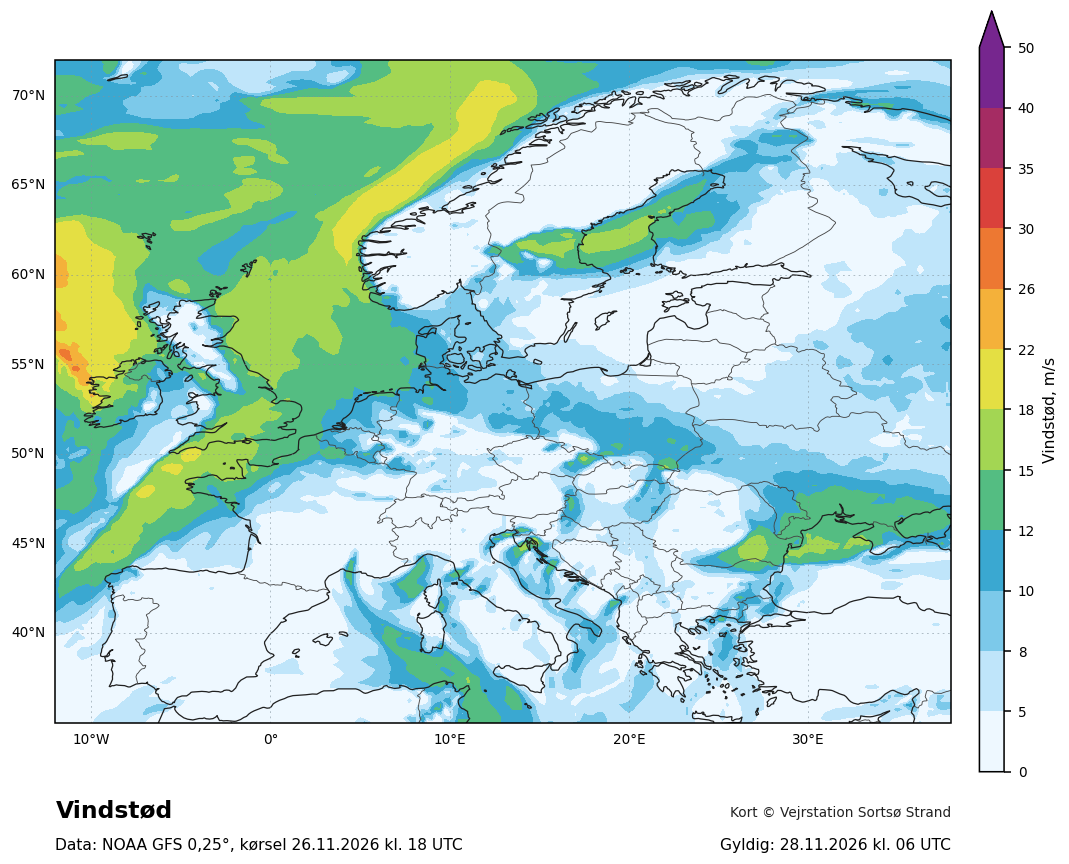 70°N
65°N
60°N
55°N
50°N
45°N
40°N
10°W
0°
10°E
20°E
30°E
50
40
35
30
26
22
18
15
12
10
8
5
0
Vindstød, m/s
Vindstød
Kort © Vejrstation Sortsø Strand
Data: NOAA GFS 0,25°, kørsel 26.11.2026 kl. 18 UTC
Gyldig: 28.11.2026 kl. 06 UTC